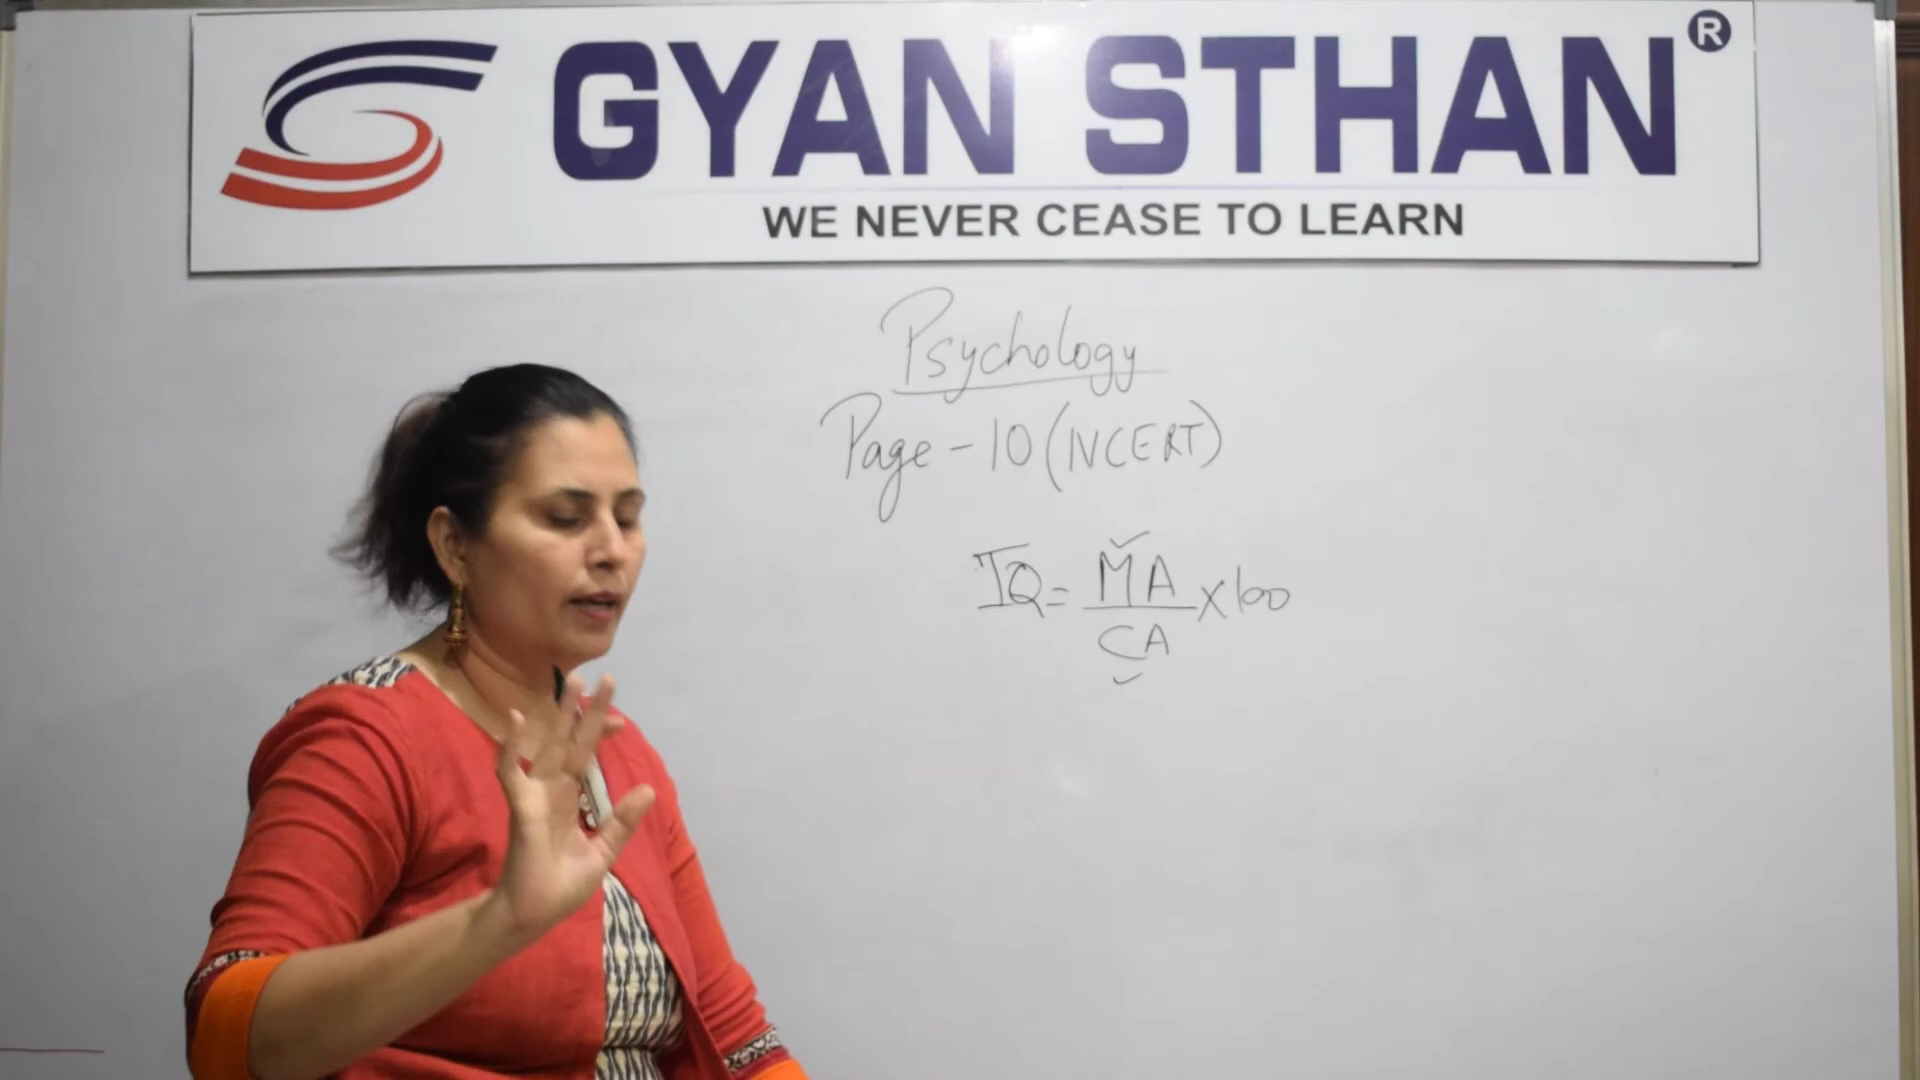 GYAN STHAN®
WE NEVER CEASE TO LEARN
Psychology
Page - 10 (NCERT)
IQ = MA/CA × 100